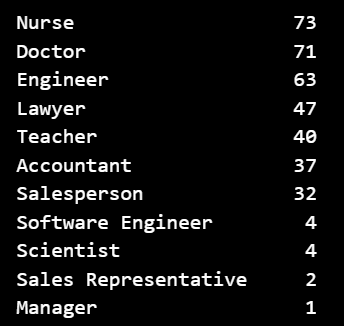 Nurse 73
Doctor 71
Engineer 63
Lawyer 47
Teacher 40
Accountant 37
Salesperson 32
Software Engineer 4
Scientist 4
Sales Representative 2
Manager 1